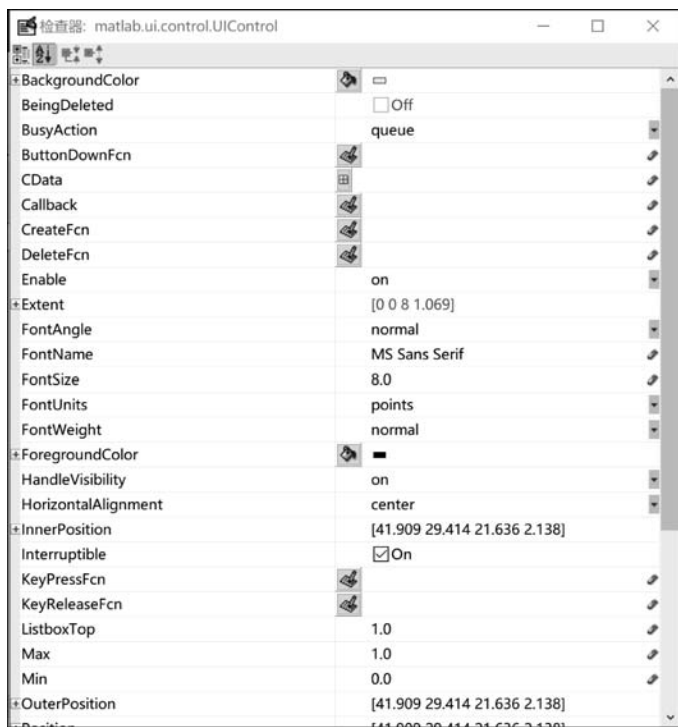 检查器: matlab.ui.control.UIControl
BackgroundColor
BeingDeleted Off
BusyAction queue
ButtonDownFcn
CData
Callback
CreateFcn
DeleteFcn
Enable on
Extent [0 0 8 1.069]
FontAngle normal
FontName MS Sans Serif
FontSize 8.0
FontUnits points
FontWeight normal
ForegroundColor
HandleVisibility on
HorizontalAlignment center
InnerPosition [41.909 29.414 21.636 2.138]
Interruptible On
KeyPressFcn
KeyReleaseFcn
ListboxTop 1.0
Max 1.0
Min 0.0
OuterPosition [41.909 29.414 21.636 2.138]